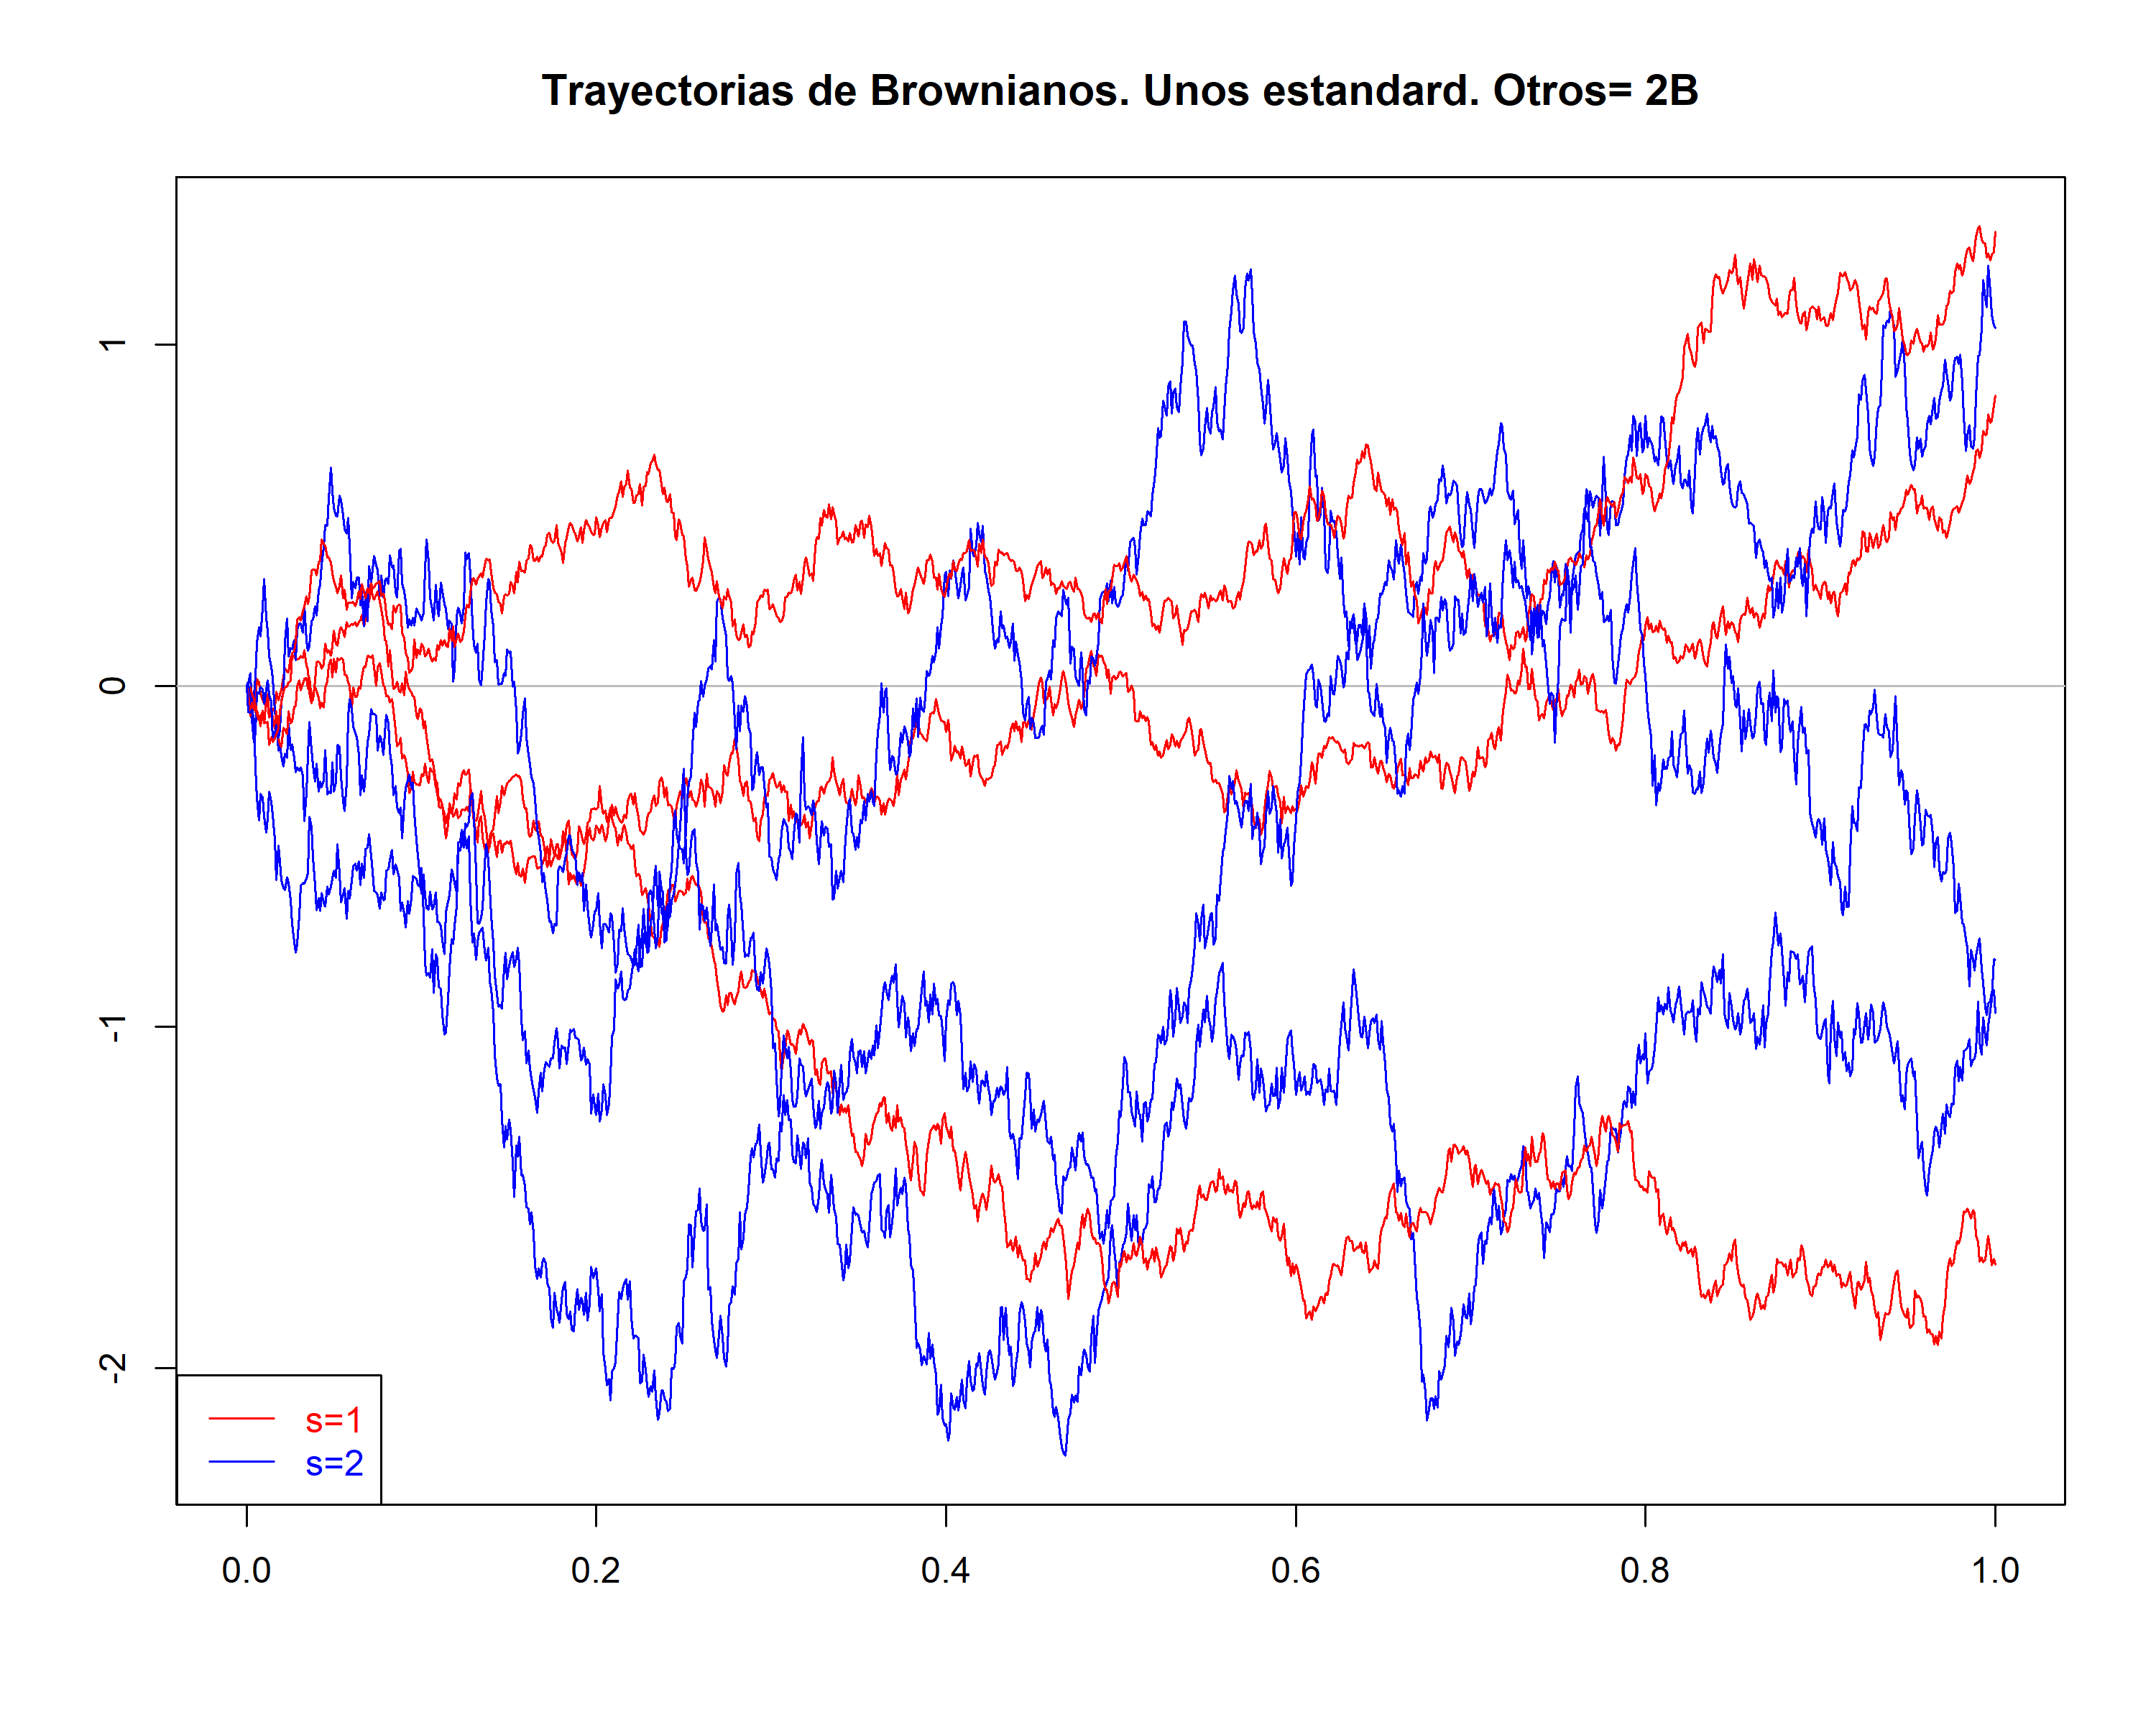 Trayectorias de Brownianos. Unos estandard. Otros= 2B
1
0
-1
-2
s=1
s=2
0.0 0.2 0.4 0.6 0.8 1.0